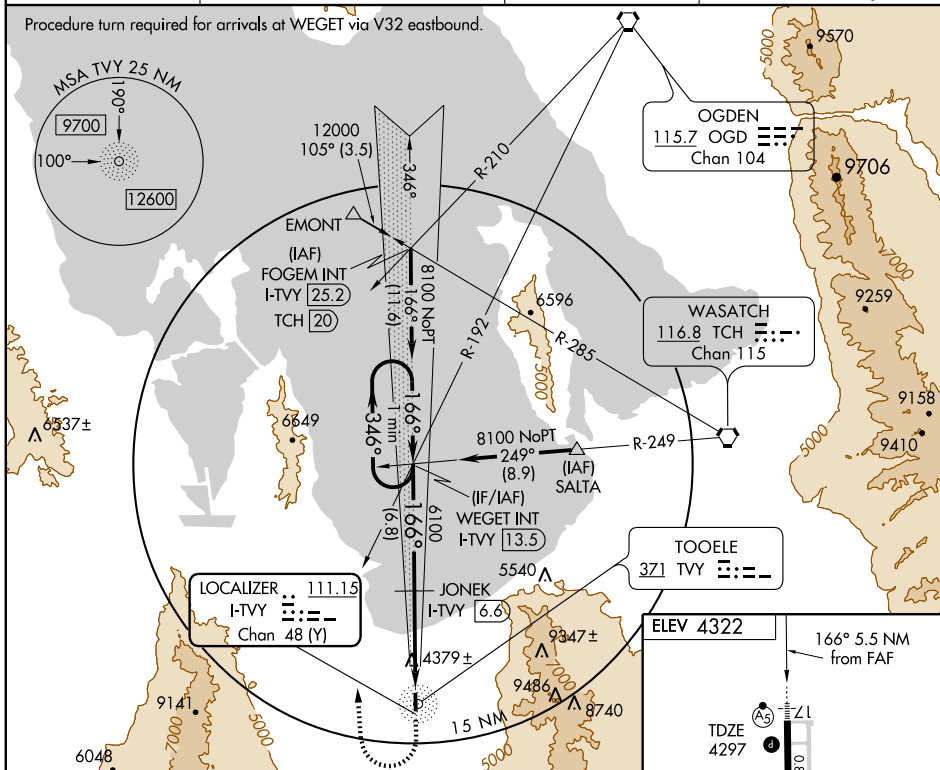 Procedure turn required for arrivals at WEGET via V32 eastbound.
MSA TVY 25 NM
190°
9700
100°
12600
12000
105° (3.5)
346°
R-210
OGDEN
115.7 OGD
Chan 104
9570
5000
9706
7000
EMONT
(IAF)
FOGEM INT
I-TVY 25.2
TCH 20
8100 NoPT
166°
(11.6)
R-192
6596
5000
R-285
WASATCH
116.8 TCH
Chan 115
9259
9158
9410
5000
6537±
6649
1 min
346°
166°
8100 NoPT
249°
(8.9)
R-249
(IAF)
SALTA
(IF/IAF)
WEGET INT
I-TVY 13.5
166°
6100
(6.8)
TOOELE
371 TVY
LOCALIZER 111.15
I-TVY
Chan 48 (Y)
JONEK
I-TVY 6.6
5540
4379±
9347±
7000
9486
8740
15 NM
5000
9141
7000
5000
6048
ELEV 4322
166° 5.5 NM
from FAF
17
A5
TDZE
4297
P